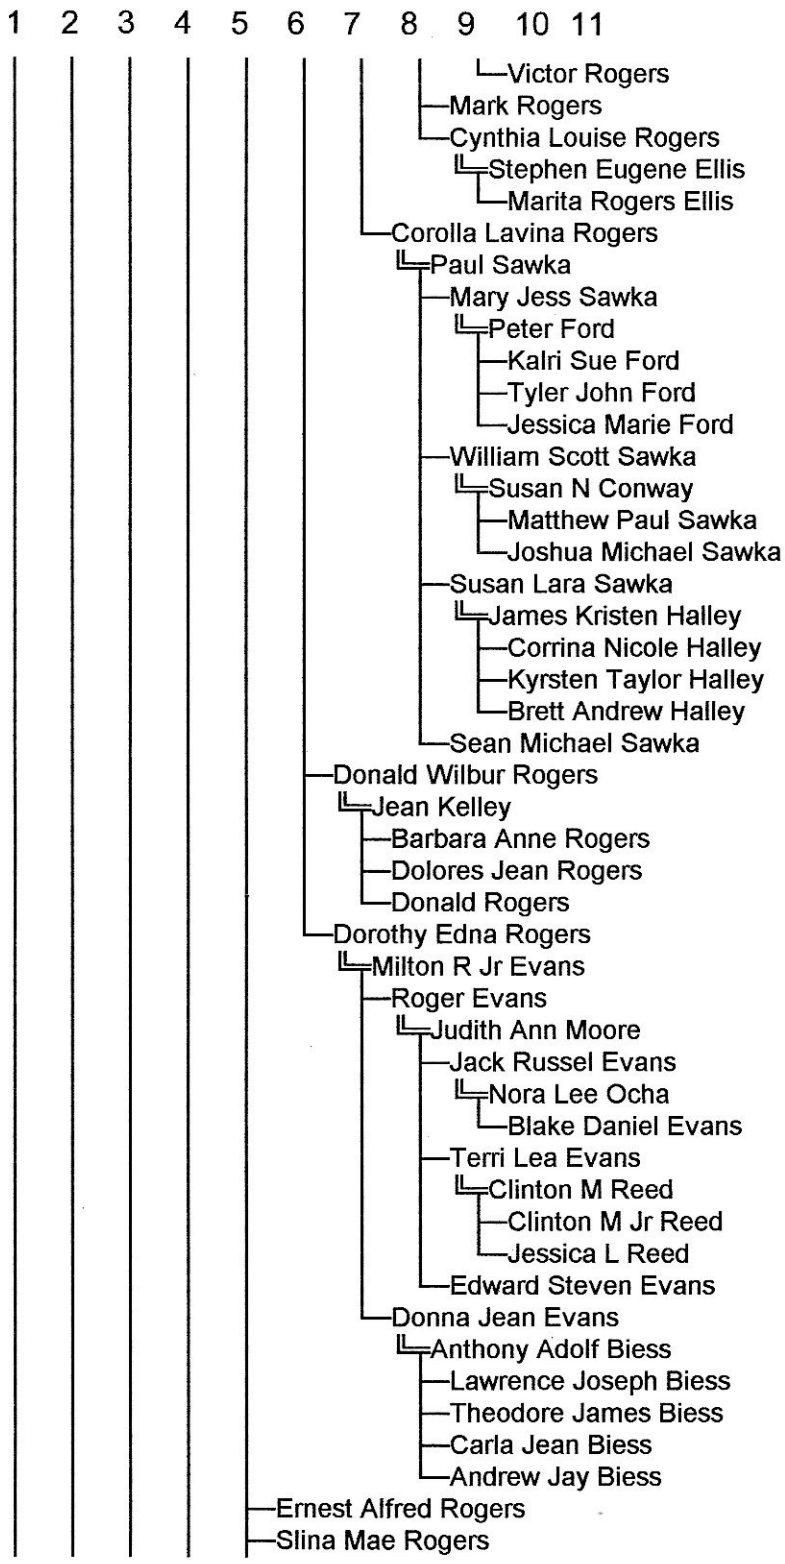 1 2 3 4 5 6 7 8 9 10 11
Victor Rogers
Mark Rogers
Cynthia Louise Rogers
Stephen Eugene Ellis
Marita Rogers Ellis
Corolla Lavina Rogers
Paul Sawka
Mary Jess Sawka
Peter Ford
Kalri Sue Ford
Tyler John Ford
Jessica Marie Ford
William Scott Sawka
Susan N Conway
Matthew Paul Sawka
Joshua Michael Sawka
Susan Lara Sawka
James Kristen Halley
Corrina Nicole Halley
Kyrsten Taylor Halley
Brett Andrew Halley
Sean Michael Sawka
Donald Wilbur Rogers
Jean Kelley
Barbara Anne Rogers
Dolores Jean Rogers
Donald Rogers
Dorothy Edna Rogers
Milton R Jr Evans
Roger Evans
Judith Ann Moore
Jack Russel Evans
Nora Lee Ocha
Blake Daniel Evans
Terri Lea Evans
Clinton M Reed
Clinton M Jr Reed
Jessica L Reed
Edward Steven Evans
Donna Jean Evans
Anthony Adolf Biess
Lawrence Joseph Biess
Theodore James Biess
Carla Jean Biess
Andrew Jay Biess
Ernest Alfred Rogers
Slina Mae Rogers